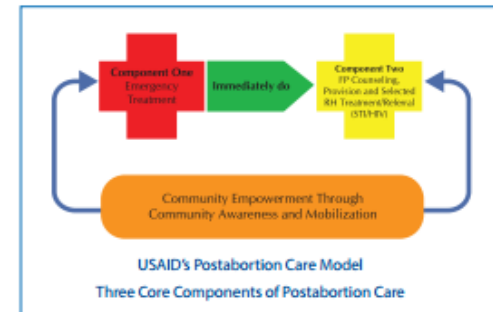 Component One
Emergency
Treatment
Immediately do
Component Two
FP Counseling,
Provision and Selected
RH Treatment/Referral
(STI/HIV)
Community Empowerment Through
Community Awareness and Mobilization
USAID's Postabortion Care Model
Three Core Components of Postabortion Care